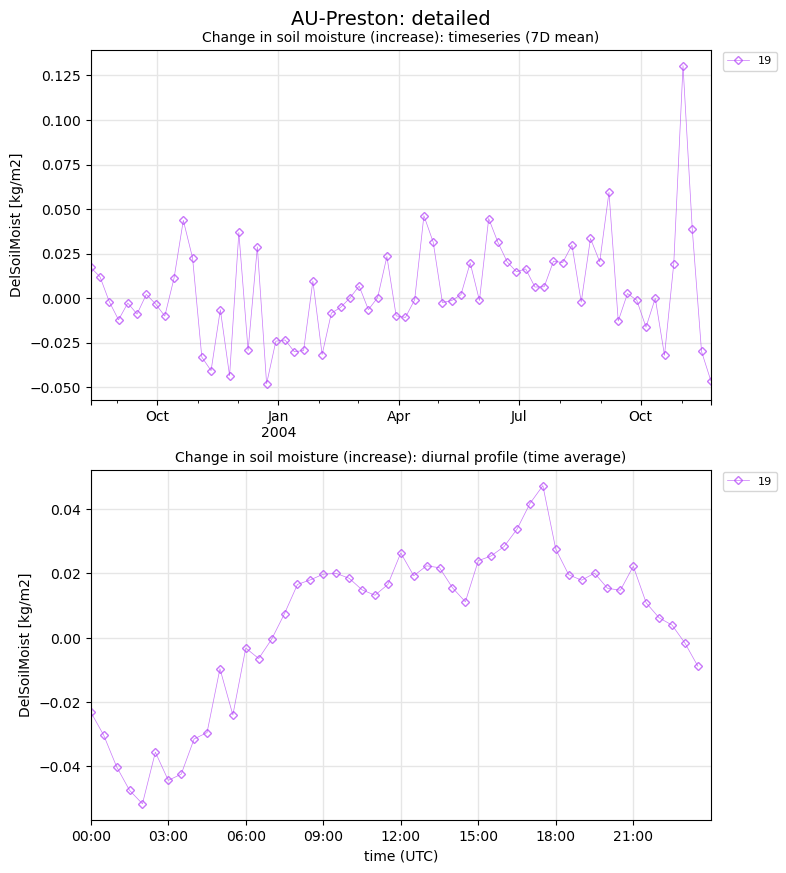 AU-Preston: detailed
Change in soil moisture (increase): timeseries (7D mean)
19
DelSoilMoist [kg/m2]
0.125
0.100
0.075
0.050
0.025
0.000
−0.025
−0.050
Oct Jan Apr Jul Oct
2004
Change in soil moisture (increase): diurnal profile (time average)
19
DelSoilMoist [kg/m2]
0.04
0.02
0.00
−0.02
−0.04
00:00 03:00 06:00 09:00 12:00 15:00 18:00 21:00
time (UTC)